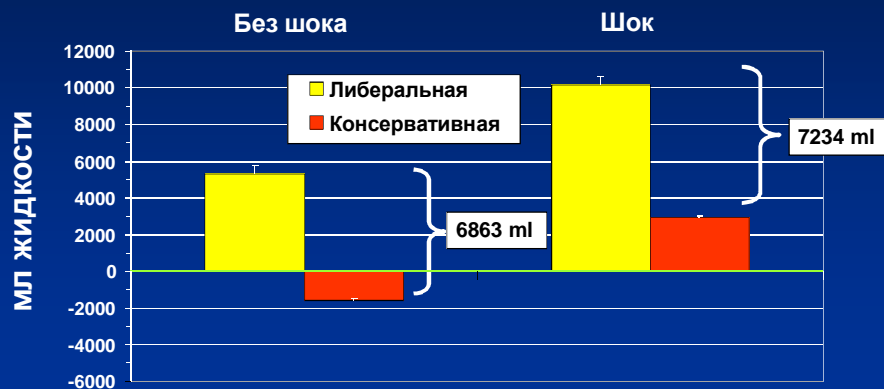 Без шока
Шок
12000
10000
8000
6000
4000
2000
0
-2000
-4000
-6000
мл жидкости
Либеральная
Консервативная
6863 ml
7234 ml